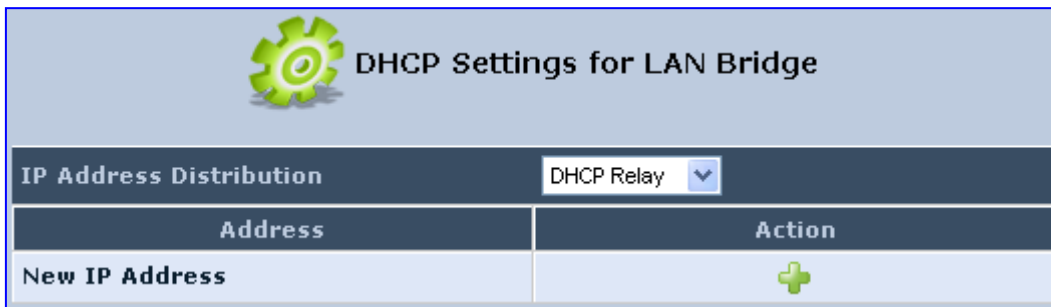 DHCP Settings for LAN Bridge
IP Address Distribution DHCP Relay
Address Action
New IP Address